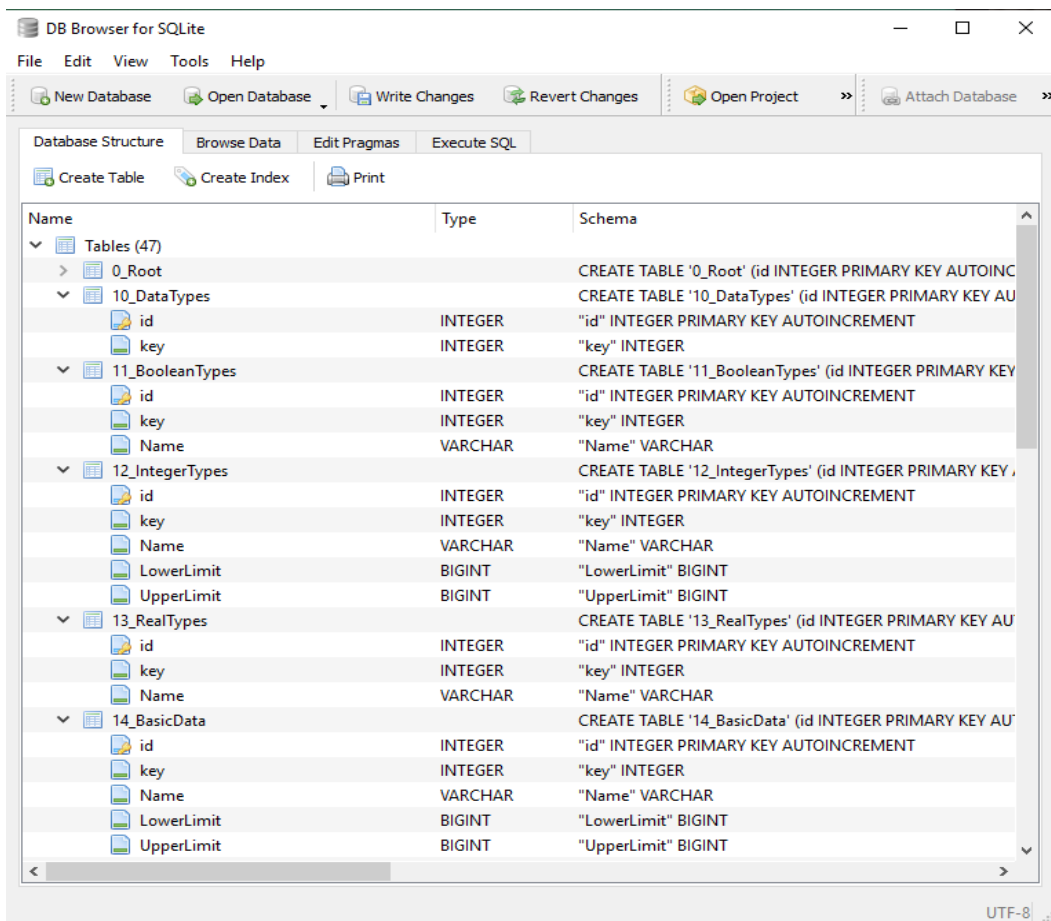 DB Browser for SQLite
File Edit View Tools Help
New Database Open Database Write Changes Revert Changes Open Project » Attach Database »
Database Structure Browse Data Edit Pragmas Execute SQL
Create Table Create Index Print
Name Type Schema
Tables (47)
0_Root CREATE TABLE '0_Root' (id INTEGER PRIMARY KEY AUTOINC
10_DataTypes CREATE TABLE '10_DataTypes' (id INTEGER PRIMARY KEY AU
id INTEGER "id" INTEGER PRIMARY KEY AUTOINCREMENT
key INTEGER "key" INTEGER
11_BooleanTypes CREATE TABLE '11_BooleanTypes' (id INTEGER PRIMARY KEY
id INTEGER "id" INTEGER PRIMARY KEY AUTOINCREMENT
key INTEGER "key" INTEGER
Name VARCHAR "Name" VARCHAR
12_IntegerTypes CREATE TABLE '12_IntegerTypes' (id INTEGER PRIMARY KEY
id INTEGER "id" INTEGER PRIMARY KEY AUTOINCREMENT
key INTEGER "key" INTEGER
Name VARCHAR "Name" VARCHAR
LowerLimit BIGINT "LowerLimit" BIGINT
UpperLimit BIGINT "UpperLimit" BIGINT
13_RealTypes CREATE TABLE '13_RealTypes' (id INTEGER PRIMARY KEY AU
id INTEGER "id" INTEGER PRIMARY KEY AUTOINCREMENT
key INTEGER "key" INTEGER
Name VARCHAR "Name" VARCHAR
14_BasicData CREATE TABLE '14_BasicData' (id INTEGER PRIMARY KEY AU
id INTEGER "id" INTEGER PRIMARY KEY AUTOINCREMENT
key INTEGER "key" INTEGER
Name VARCHAR "Name" VARCHAR
LowerLimit BIGINT "LowerLimit" BIGINT
UpperLimit BIGINT "UpperLimit" BIGINT
UTF-8